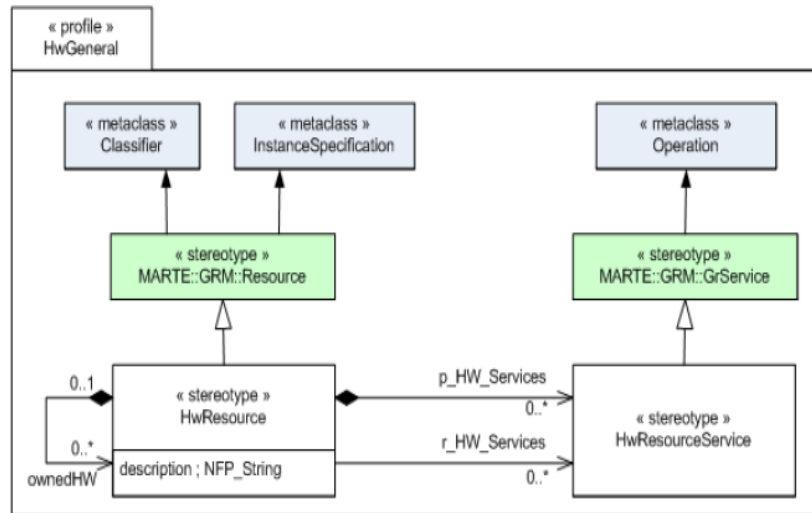 « profile »
HwGeneral
« metaclass »
Classifier
« metaclass »
InstanceSpecification
« metaclass »
Operation
« stereotype »
MARTE::GRM::Resource
« stereotype »
MARTE::GRM::GrService
0..1
« stereotype »
HwResource
p_HW_Services
0..*
« stereotype »
HwResourceService
0..*
ownedHW
description ; NFP_String
r_HW_Services
0..*